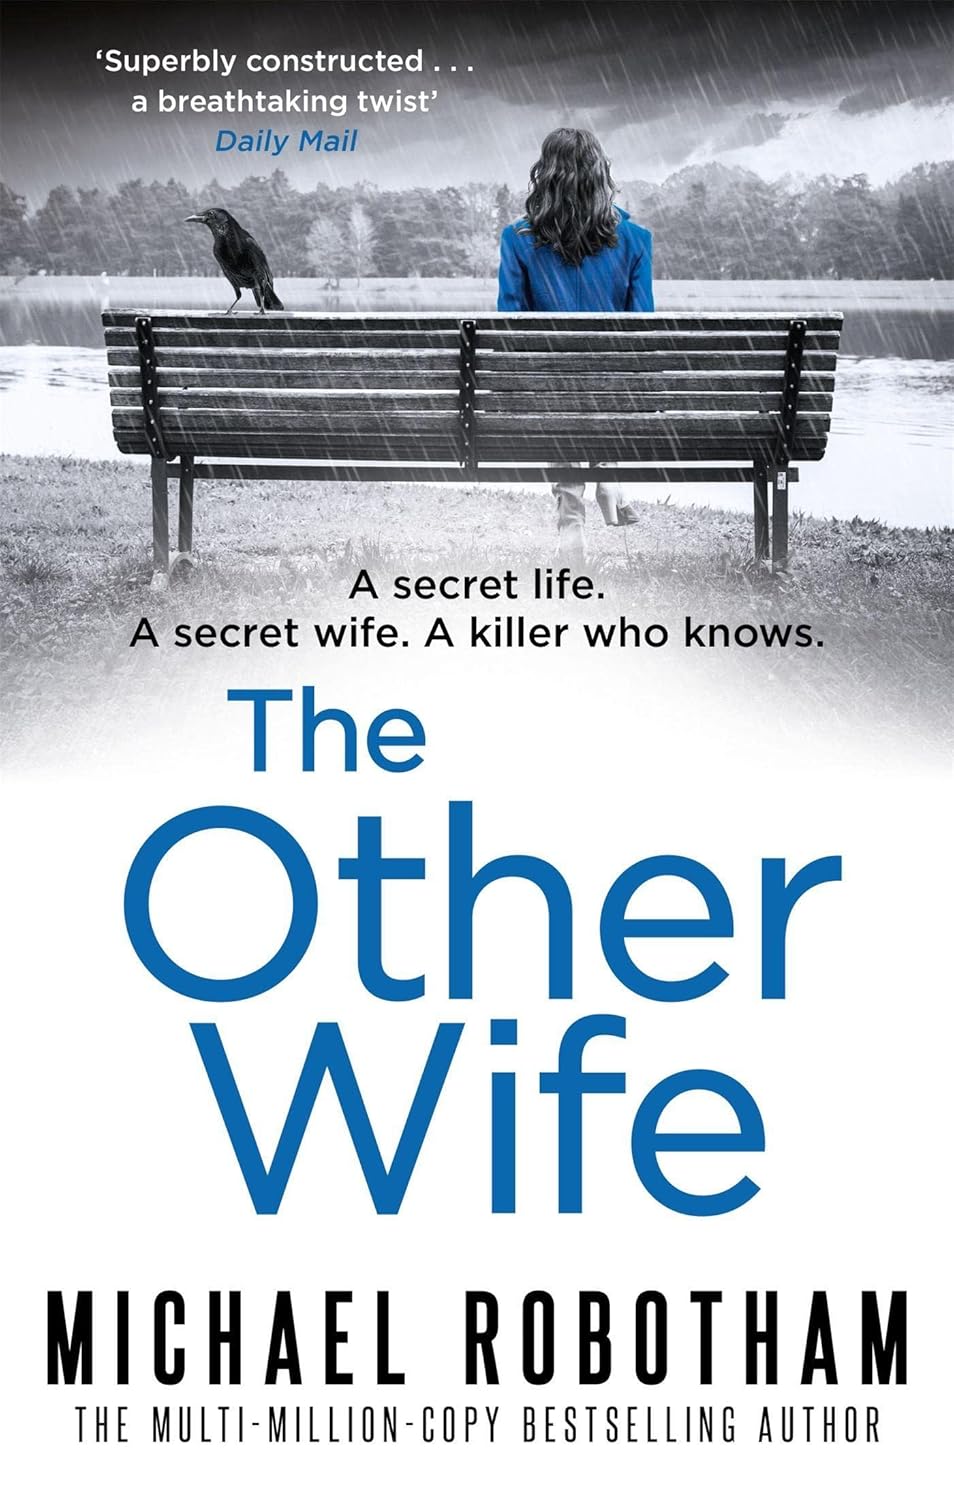 ‘Superbly constructed . . .
a breathtaking twist’
Daily Mail
A secret life.
A secret wife. A killer who knows.
The
Other
Wife
MICHAEL ROBOTHAM
THE MULTI-MILLION-COPY BESTSELLING AUTHOR